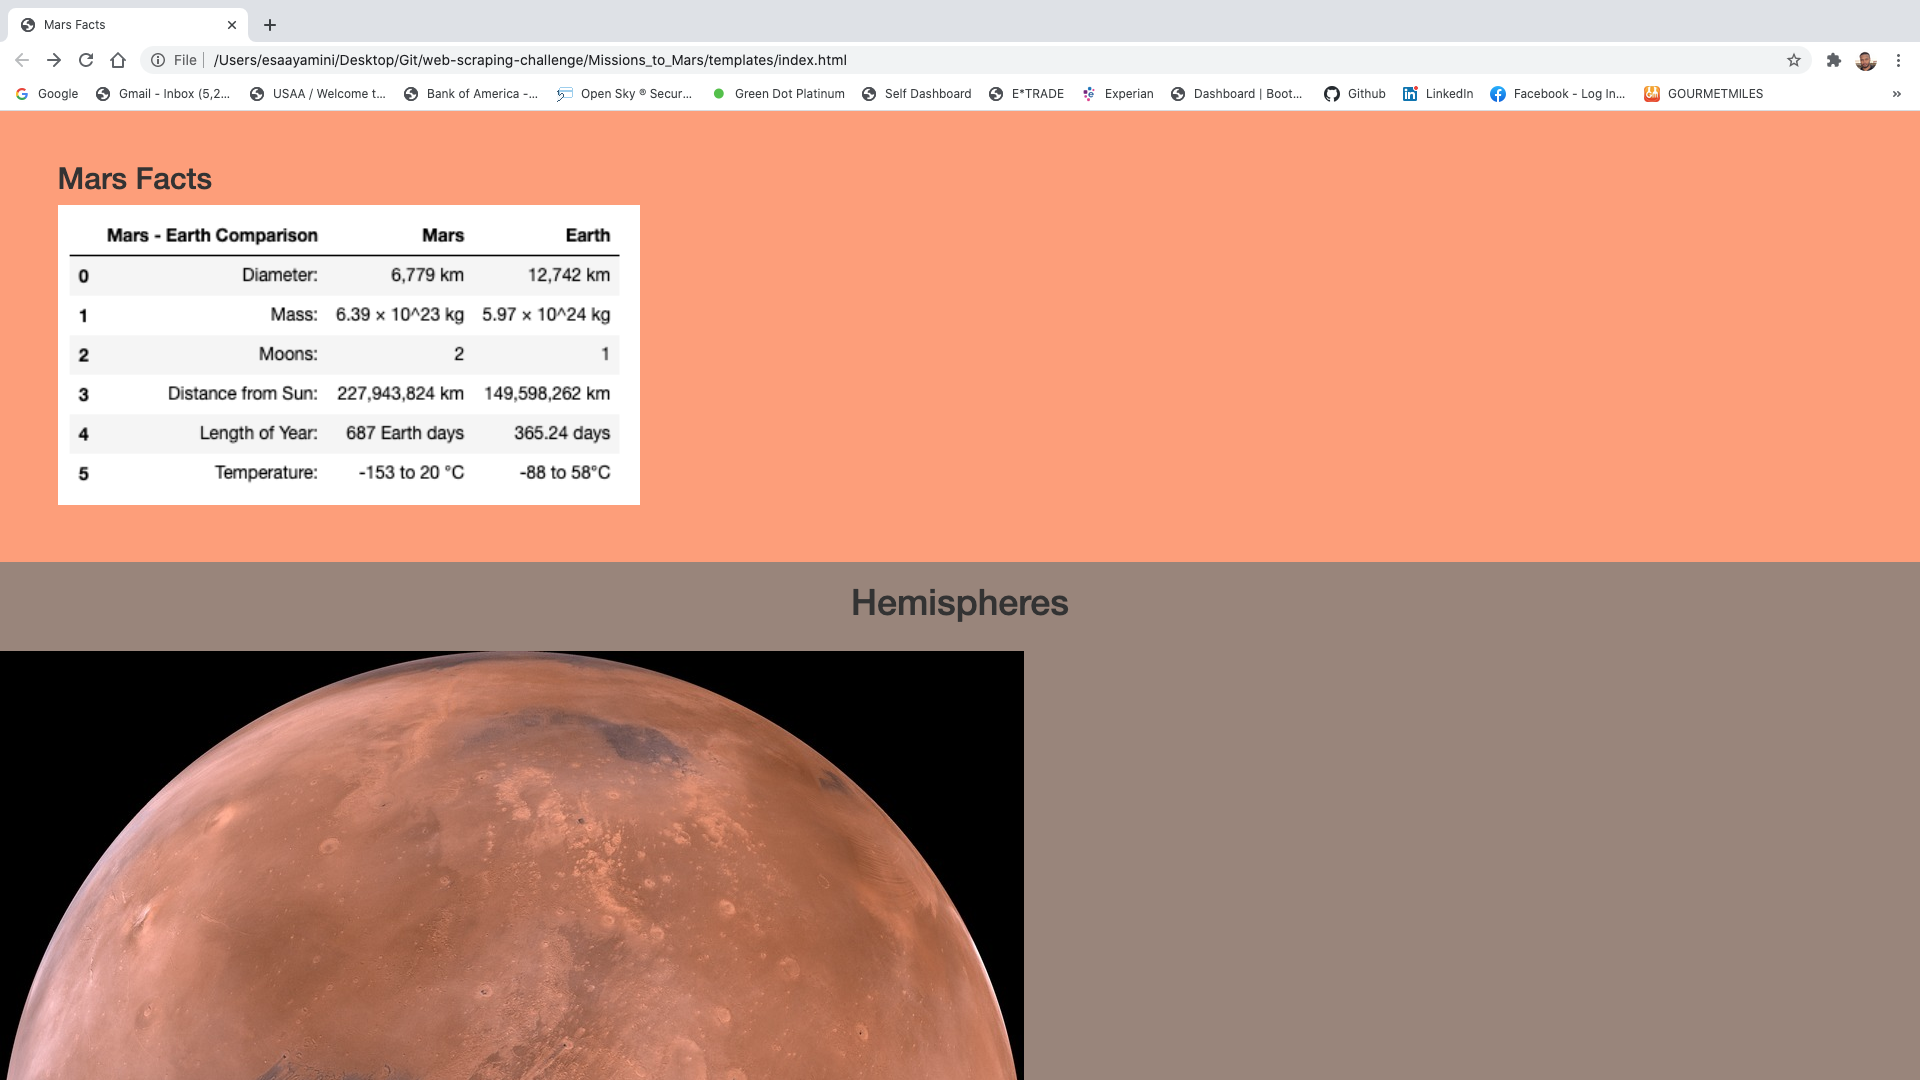 Mars Facts
File /Users/esaayamini/Desktop/Git/web-scraping-challenge/Missions_to_Mars/templates/index.html
Google Gmail - Inbox (5,2... USAA / Welcome t... Bank of America -... Open Sky ® Secur... Green Dot Platinum Self Dashboard E*TRADE Experian Dashboard | Boot... Github LinkedIn Facebook - Log In... GOURMETMILES »
Mars Facts
Mars - Earth Comparison Mars Earth
0 Diameter: 6,779 km 12,742 km
1 Mass: 6.39 × 10^23 kg 5.97 × 10^24 kg
2 Moons: 2 1
3 Distance from Sun: 227,943,824 km 149,598,262 km
4 Length of Year: 687 Earth days 365.24 days
5 Temperature: -153 to 20 °C -88 to 58°C
Hemispheres